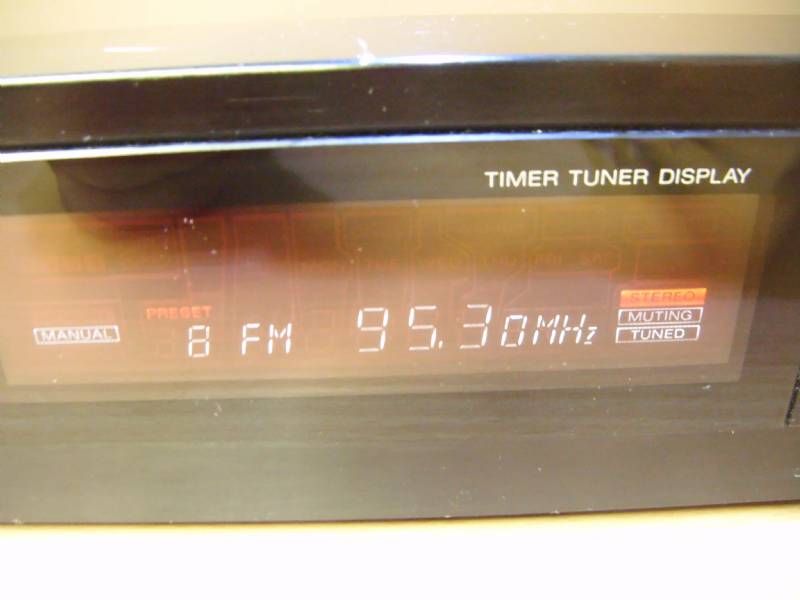 TIMER TUNER DISPLAY
STEREO
PRESET
MUTING
MANUAL 8 FM 95.30MHz TUNED